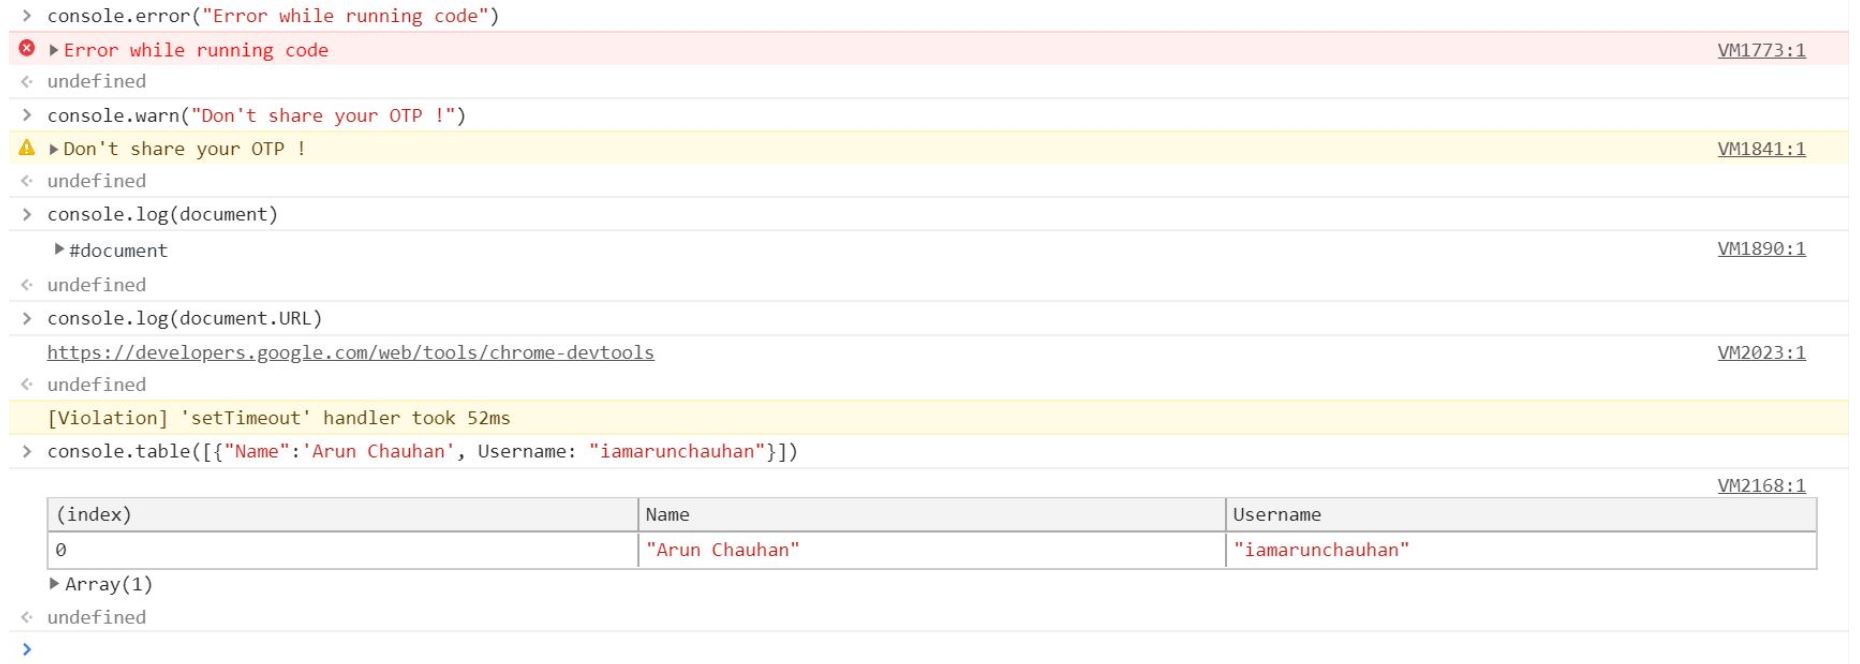 > console.error("Error while running code")
Error while running code VM1773:1
undefined
> console.warn("Don't share your OTP !")
Don't share your OTP ! VM1841:1
undefined
> console.log(document)
#document VM1890:1
undefined
> console.log(document.URL)
https://developers.google.com/web/tools/chrome-devtools VM2023:1
undefined
[Violation] 'setTimeout' handler took 52ms
> console.table([{"Name":'Arun Chauhan', Username: "iamarunchauhan"}])
VM2168:1
(index) Name Username
0 "Arun Chauhan" "iamarunchauhan"
Array(1)
undefined
>